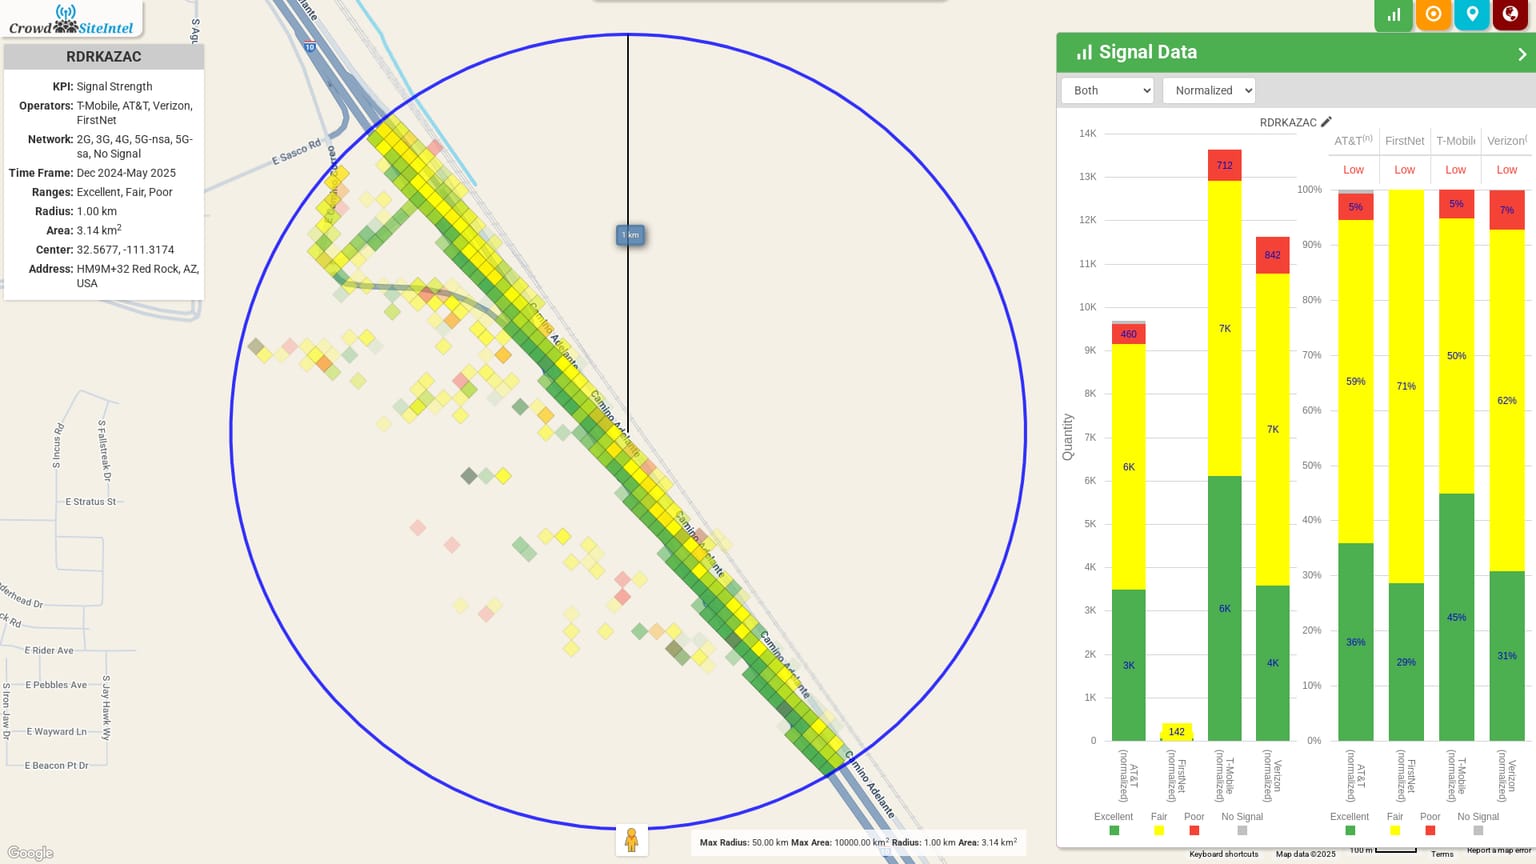 CrowdSiteIntel
RDRKAZAC
KPI: Signal Strength
Operators: T-Mobile, AT&T, Verizon,
FirstNet
Network: 2G, 3G, 4G, 5G-nsa, 5G-
sa, No Signal
Time Frame: Dec 2024-May 2025
Ranges: Excellent, Fair, Poor
Radius: 1.00 km
Area: 3.14 km²
Center: 32.5677, -111.3174
Address: HM9M+32 Red Rock, AZ,
USA
10
E Sasco Rd
1 km
Camino Adelante
Camino Adelante
Camino Adelante
Camino Adelante
Camino Adelante
S Incus Rd
S Fallstreak Dr
E Stratus St
derhead Dr
ck Rd
E Rider Ave
E Pebbles Ave
S Iron Jaw Dr
S Jay Hawk Wy
E Wayward Ln
E Beacon Pt Dr
Google
Max Radius: 50.00 km Max Area: 10000.00 km² Radius: 1.00 km Area: 3.14 km²
Signal Data
Both
Normalized
RDRKAZAC
Quantity
14K
13K
12K
11K
10K
9K
8K
7K
6K
5K
4K
3K
2K
1K
0
460
6K
3K
142
712
7K
6K
842
7K
4K
AT&T (normalized)
FirstNet (normalized)
T-Mobile (normalized)
Verizon (normalized)
Excellent Fair Poor No Signal
AT&T(n) FirstNet T-Mobile Verizon(
Low Low Low Low
100%
90%
80%
70%
60%
50%
40%
30%
20%
10%
0%
5%
59%
36%
71%
29%
5%
50%
45%
7%
62%
31%
AT&T (normalized)
FirstNet (normalized)
T-Mobile (normalized)
Verizon (normalized)
Excellent Fair Poor No Signal
Keyboard shortcuts Map data ©2025 100 m Terms Report a map error